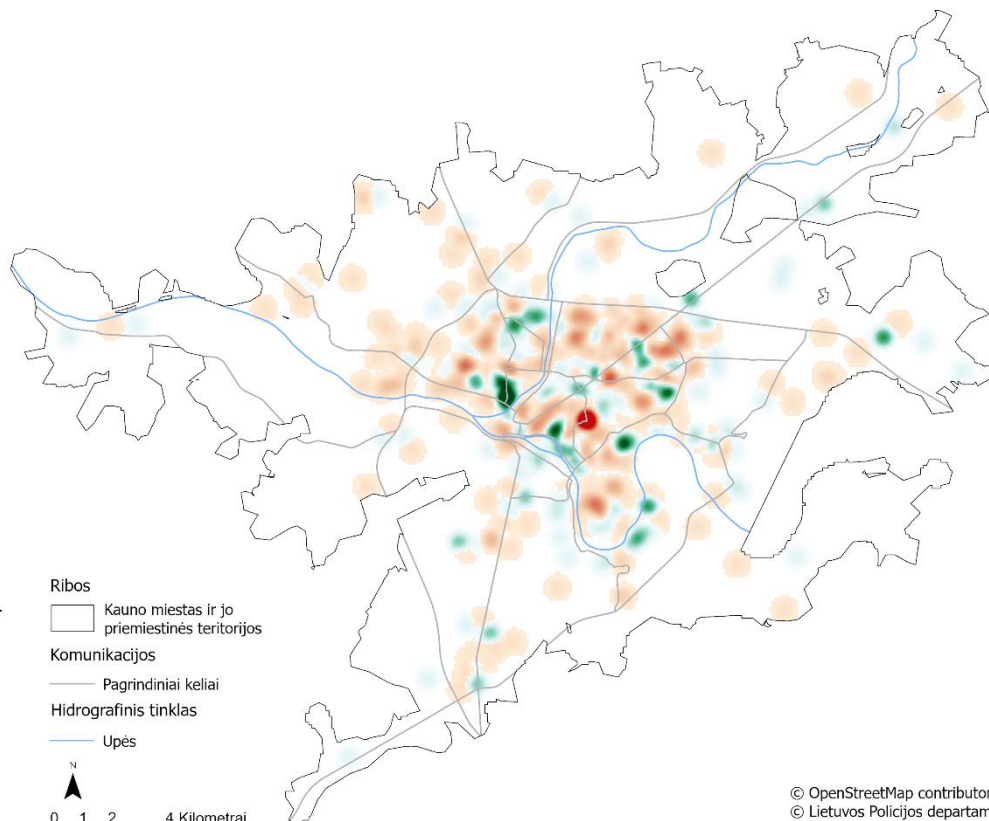 Ribos
Kauno miestas ir jo
priemiestinės teritorijos
Komunikacijos
Pagrindiniai keliai
Hidrografinis tinklas
Upės
N
0 1 2 4 Kilometrai
© OpenStreetMap contributor
© Lietuvos Policijos departam